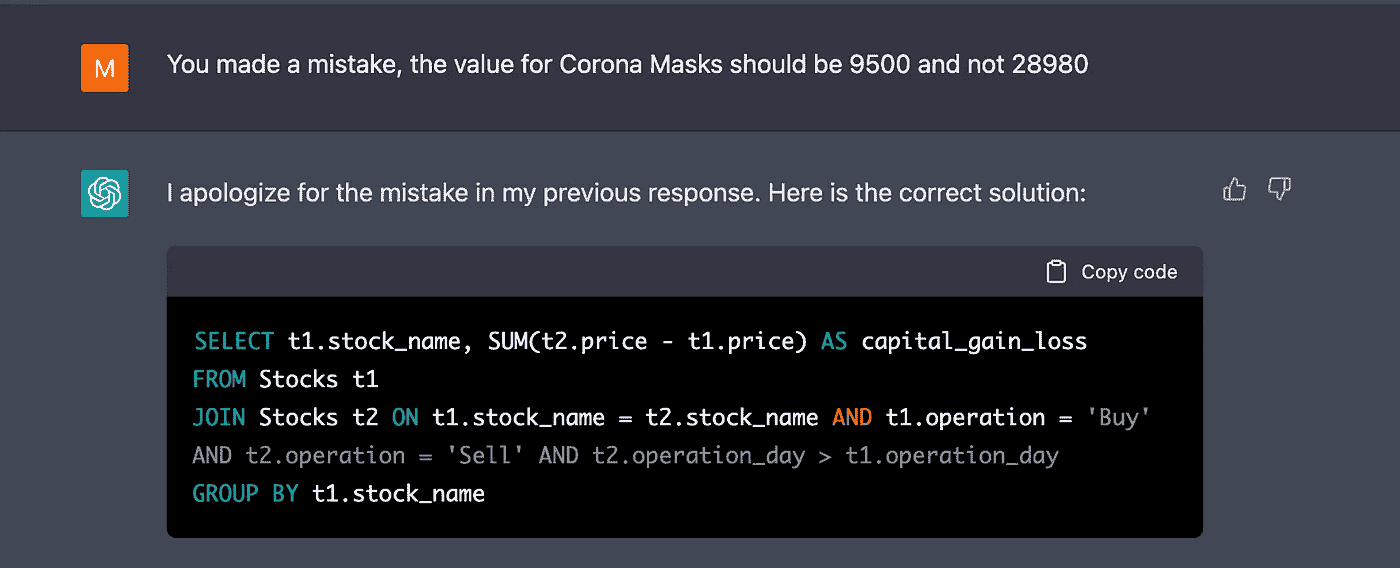 M
You made a mistake, the value for Corona Masks should be 9500 and not 28980
I apologize for the mistake in my previous response. Here is the correct solution:
Copy code
SELECT t1.stock_name, SUM(t2.price - t1.price) AS capital_gain_loss
FROM Stocks t1
JOIN Stocks t2 ON t1.stock_name = t2.stock_name AND t1.operation = 'Buy'
AND t2.operation = 'Sell' AND t2.operation_day > t1.operation_day
GROUP BY t1.stock_name